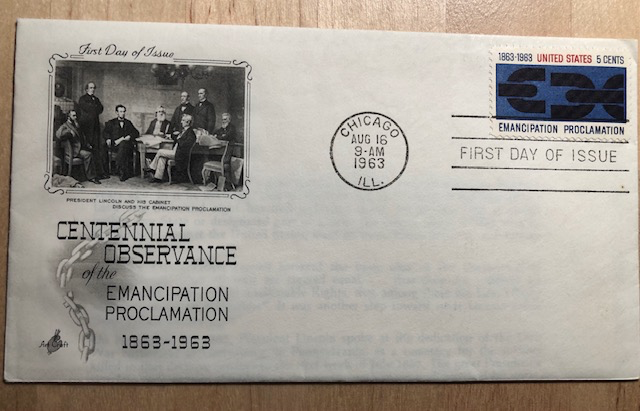 First Day of Issue
PRESIDENT LINCOLN AND HIS CABINET
DISCUSS THE EMANCIPATION PROCLAMATION
CENTENNIAL
OBSERVANCE
of the
EMANCIPATION
PROCLAMATION
1863-1963
Art Craft
CHICAGO
AUG 16
9-AM
1963
ILL.
1863-1963 UNITED STATES 5 CENTS
EMANCIPATION PROCLAMATION
FIRST DAY OF ISSUE